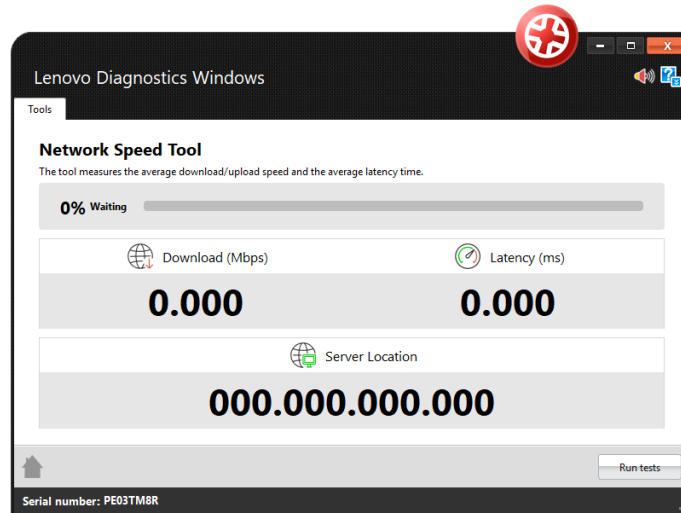 Lenovo Diagnostics Windows
Tools
Network Speed Tool
The tool measures the average download/upload speed and the average latency time.
0% Waiting
Download (Mbps)
Latency (ms)
0.000
0.000
Server Location
000.000.000.000
Run tests
Serial number: PE03TM8R